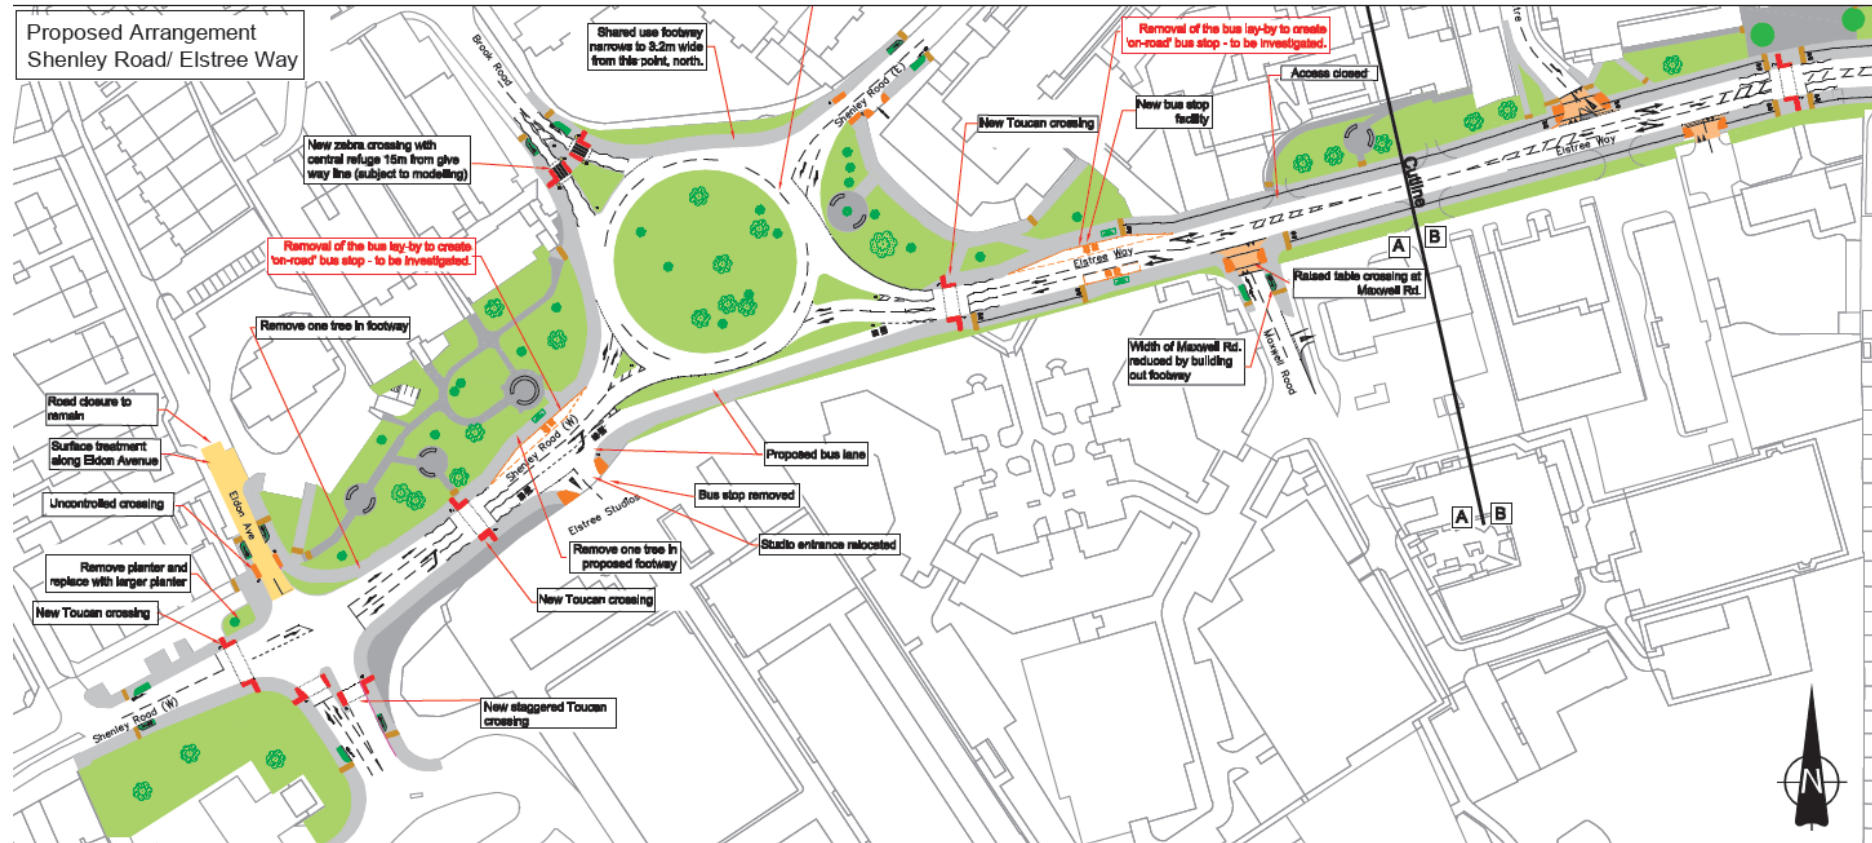 Proposed Arrangement
Shenley Road/ Elstree Way
Brook Road
Shared use footway
narrows to 3.2m wide
from this point, north.
Shenley Road (E)
Removal of the bus lay-by to create
'on-road' bus stop - to be investigated.
Access closed
New bus stop
facility
New Toucan crossing
tre
Elstree Way
Cutline
A
B
New zebra crossing with
central refuge 15m from give
way line (subject to modelling)
Removal of the bus lay-by to create
'on-road' bus stop - to be investigated.
Elstree Way
Raised table crossing at
Maxwell Rd.
Remove one tree in footway
Width of Maxwell Rd.
reduced by building
out footway
Maxwell Road
Road closure to
remain
Surface treatment
along Eldon Avenue
Uncontrolled crossing
Eldon Ave
Shenley Road (W)
Proposed bus lane
Bus stop removed
Elstree Studios
Studio entrance relocated
A
B
Remove one tree in
proposed footway
New Toucan crossing
Remove planter and
replace with larger planter
New Toucan crossing
New staggered Toucan
crossing
Shenley Road (W)
N